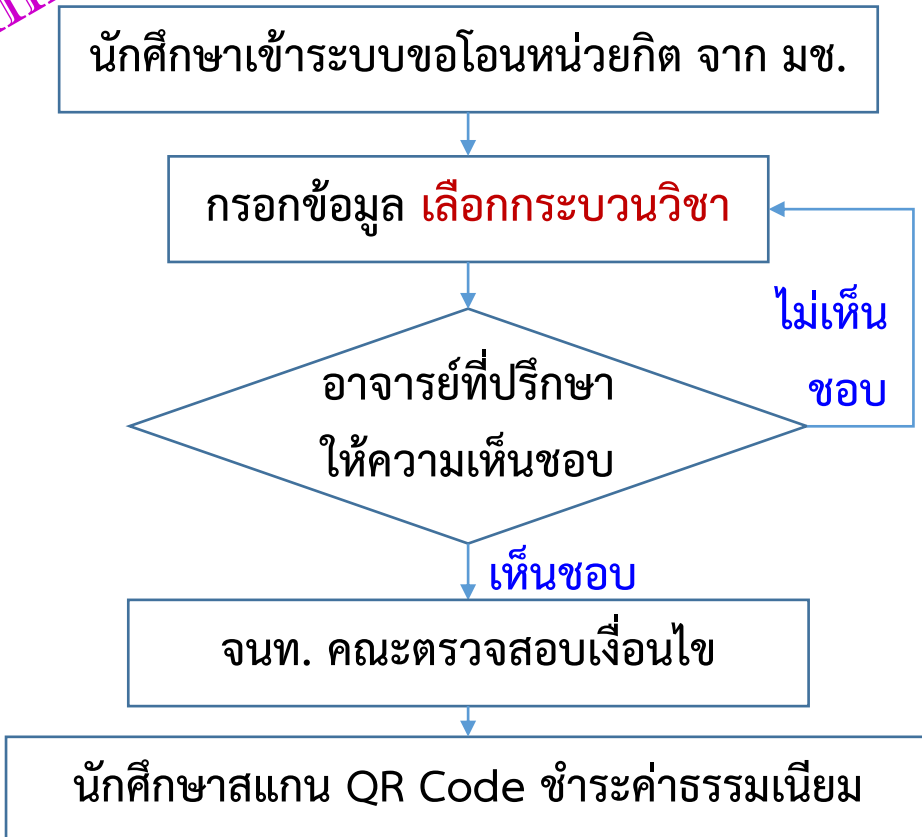 นักศึกษาเข้าระบบขอโอนหน่วยกิต จาก มช.
กรอกข้อมูล เลือกกระบวนวิชา
ไม่เห็น
ชอบ
อาจารย์ที่ปรึกษา
ให้ความเห็นชอบ
เห็นชอบ
จนท. คณะตรวจสอบเงื่อนไข
นักศึกษาสแกน QR Code ชำระค่าธรรมเนียม